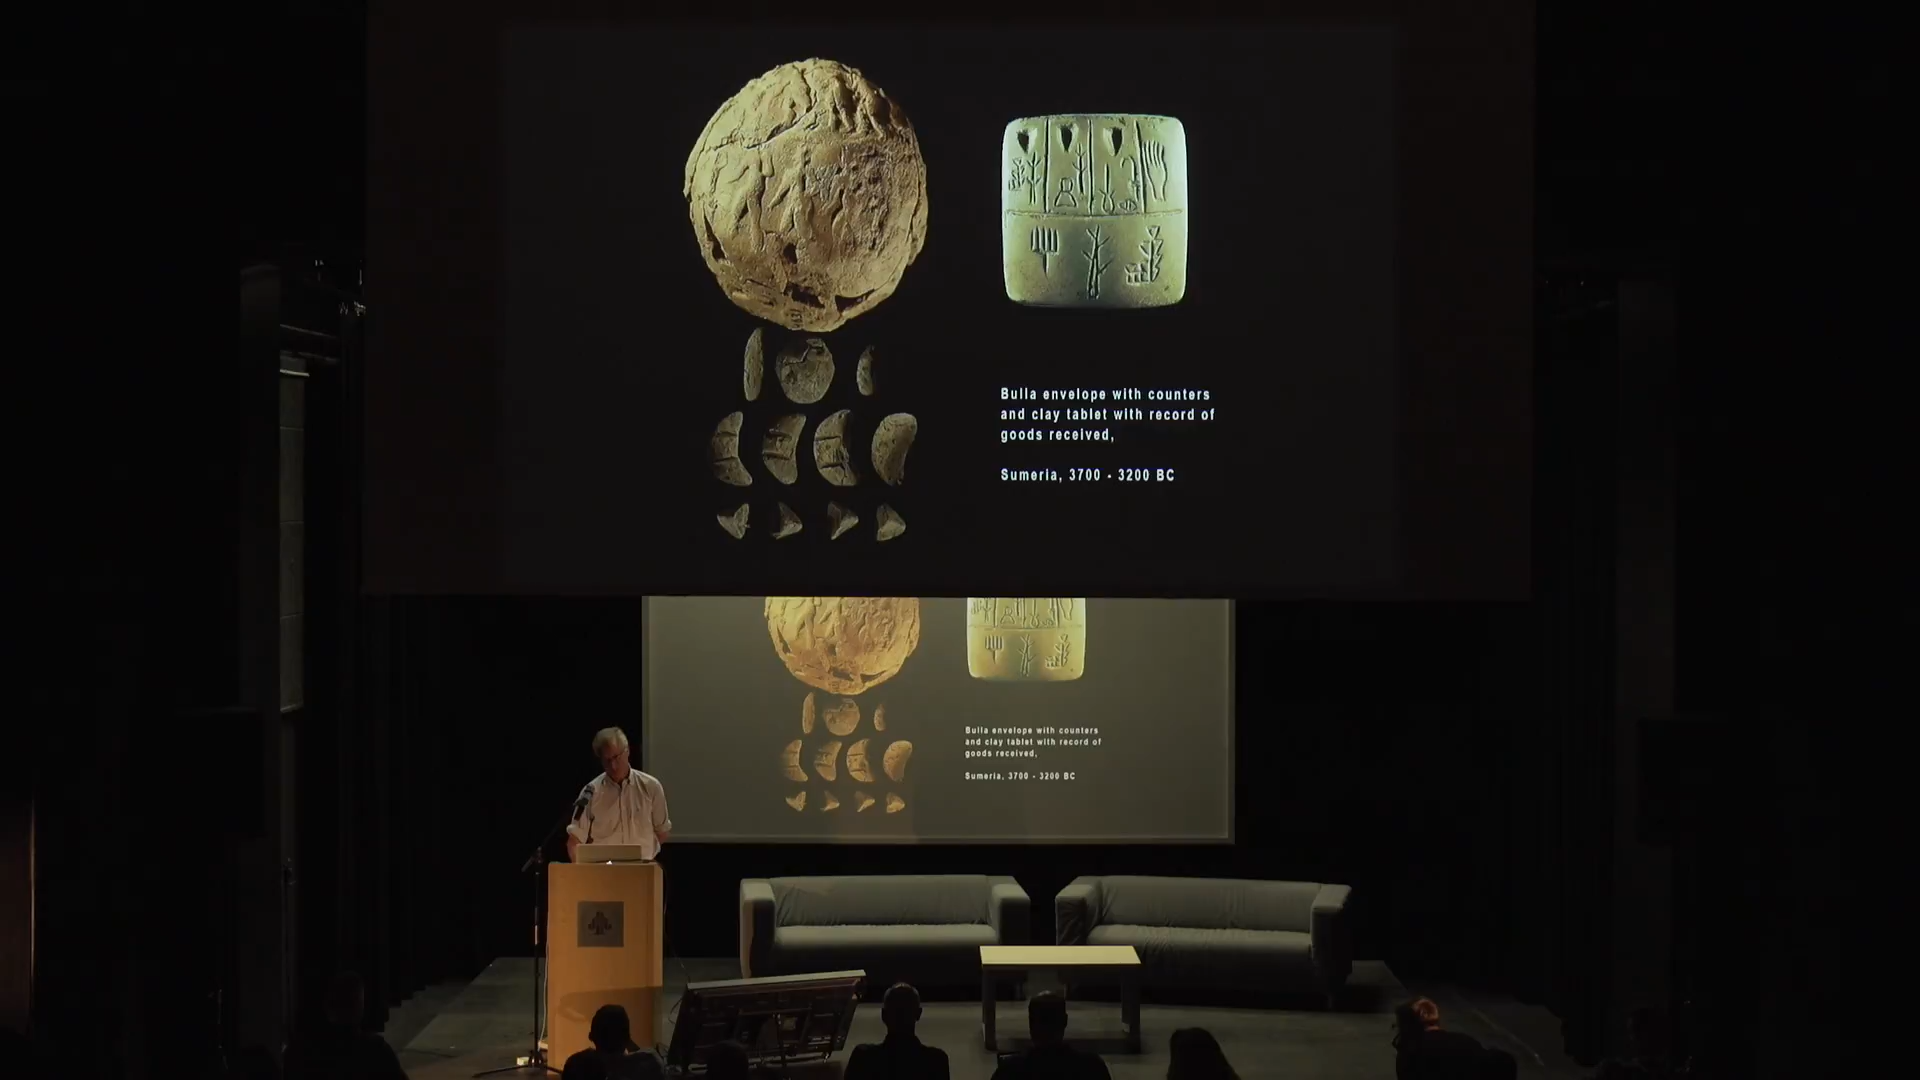 Bulla envelope with counters
and clay tablet with record of
goods received,
Sumeria, 3700 - 3200 BC
Bulla envelope with counters
and clay tablet with record of
goods received,
Sumeria, 3700 - 3200 BC